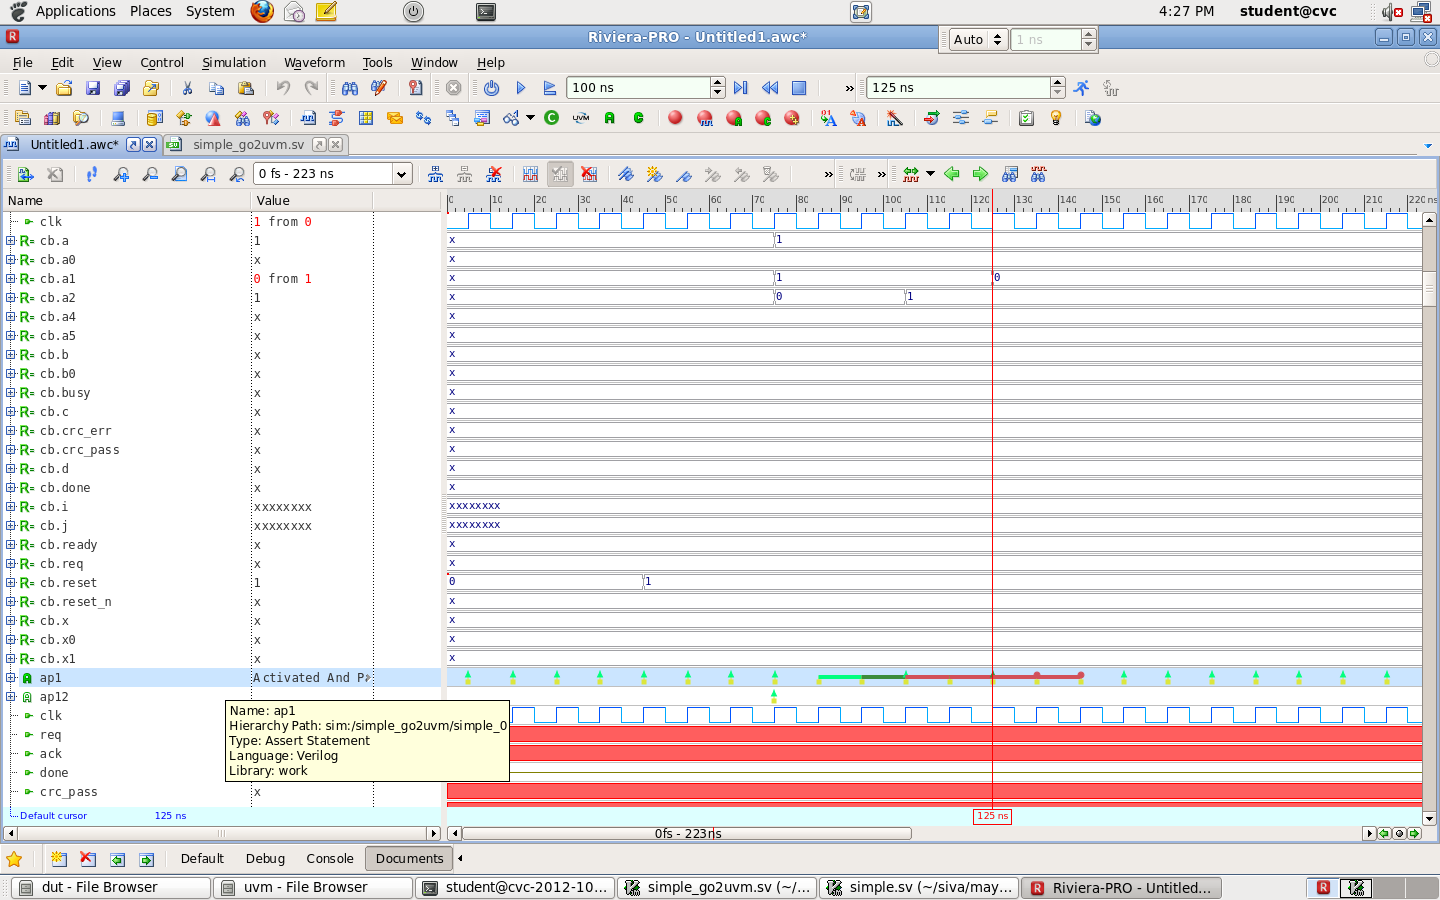 Applications Places System 4:27 PM student@cvc
Riviera-PRO - Untitled1.awc*
Auto 1 ns
File Edit View Control Simulation Waveform Tools Window Help
100 ns 125 ns
Untitled1.awc* simple_go2uvm.sv
0 fs - 223 ns
Name Value 0 10 20 30 40 50 60 70 80 90 100 110 120 130 140 150 160 170 180 190 200 210 220 ns
clk 1 from 0
cb.a 1 x 1
cb.a0 x x
cb.a1 0 from 1 x 1 0
cb.a2 1 x 0 1
cb.a4 x x
cb.a5 x x
cb.b x x
cb.b0 x x
cb.busy x x
cb.c x x
cb.crc_err x x
cb.crc_pass x x
cb.d x x
cb.done x x
cb.i xxxxxxxx xxxxxxxx
cb.j xxxxxxxx xxxxxxxx
cb.ready x x
cb.req x x
cb.reset 1 0 1
cb.reset_n x x
cb.x x x
cb.x0 x x
cb.x1 x x
ap1 Activated And
ap12
clk
req
ack
done
crc_pass x
Name: ap1
Hierarchy Path: sim:/simple_go2uvm/simple_0
Type: Assert Statement
Language: Verilog
Library: work
Default cursor 125 ns 125 ns
0fs - 223ns
Default Debug Console Documents
dut - File Browser uvm - File Browser student@cvc-2012-10... simple_go2uvm.sv (~/... simple.sv (~/siva/may... Riviera-PRO - Untitled...